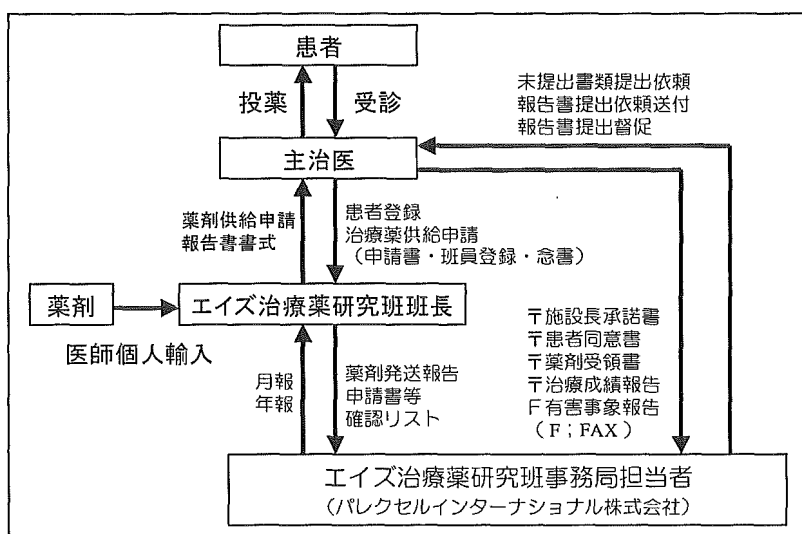 患者
投薬
受診
未提出書類提出依頼
報告書提出依頼送付
報告書提出督促
主治医
薬剤供給申請
報告書書式
患者登録
治療薬供給申請
(申請書・班員登録・念書)
薬剤
エイズ治療薬研究班班長
医師個人輸入
〒施設長承諾書
〒患者同意書
〒薬剤受領書
〒治療成績報告
F有害事象報告
(F;FAX)
月報
年報
薬剤発送報告
申請書等
確認リスト
エイズ治療薬研究班事務局担当者
(パレクセルインターナショナル株式会社)